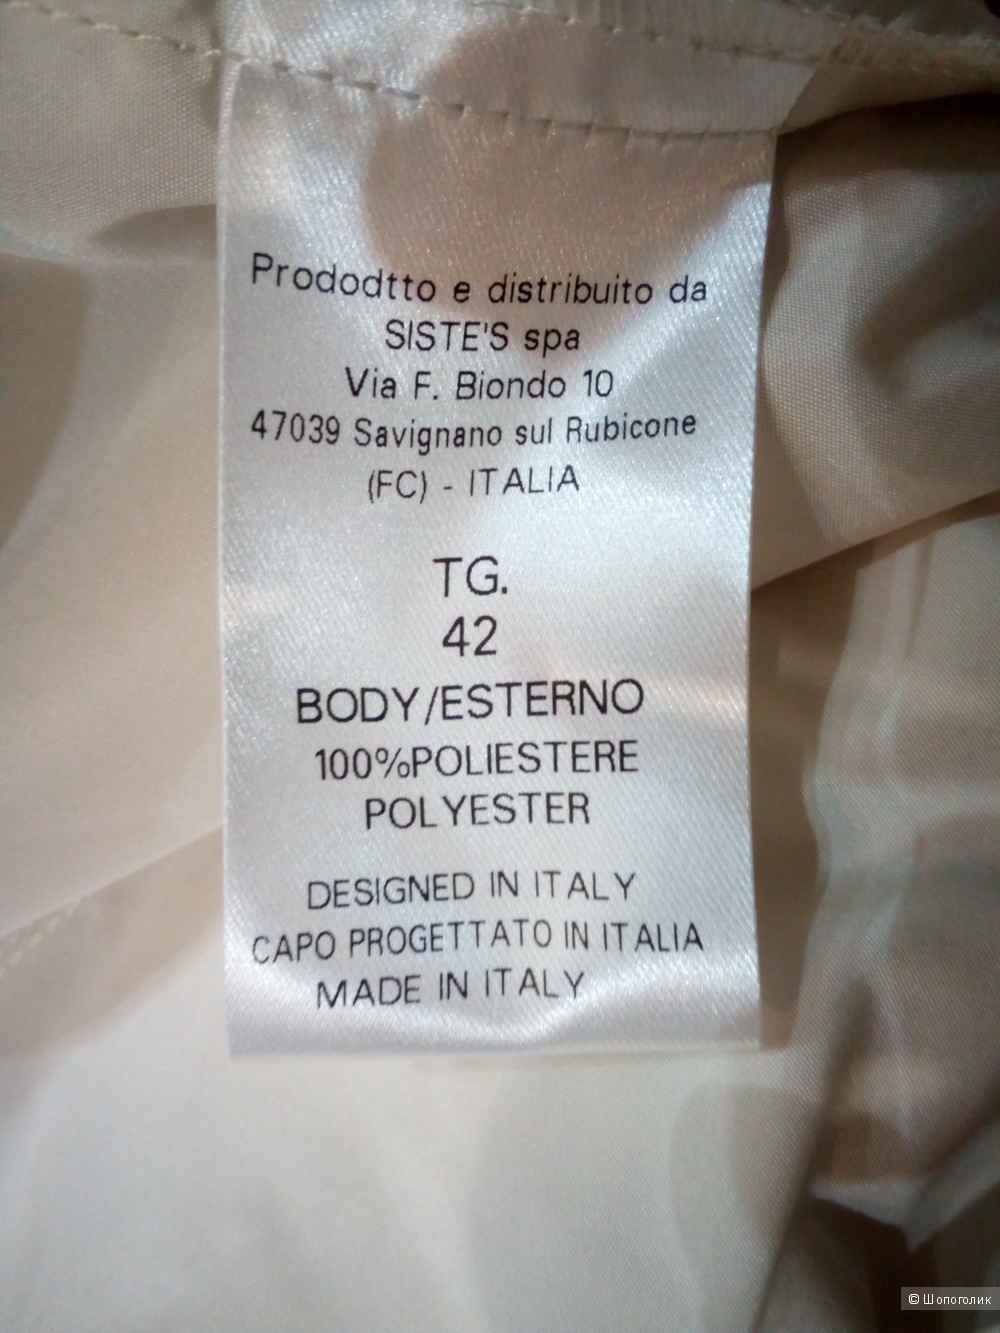 Prododtto e distribuito da
SISTE'S spa
Via F. Biondo 10
47039 Savignano sul Rubicone
(FC) - ITALIA
TG.
42
BODY/ESTERNO
100%POLIESTERE
POLYESTER
DESIGNED IN ITALY
CAPO PROGETTATO IN ITALIA
MADE IN ITALY
© Шопоголик